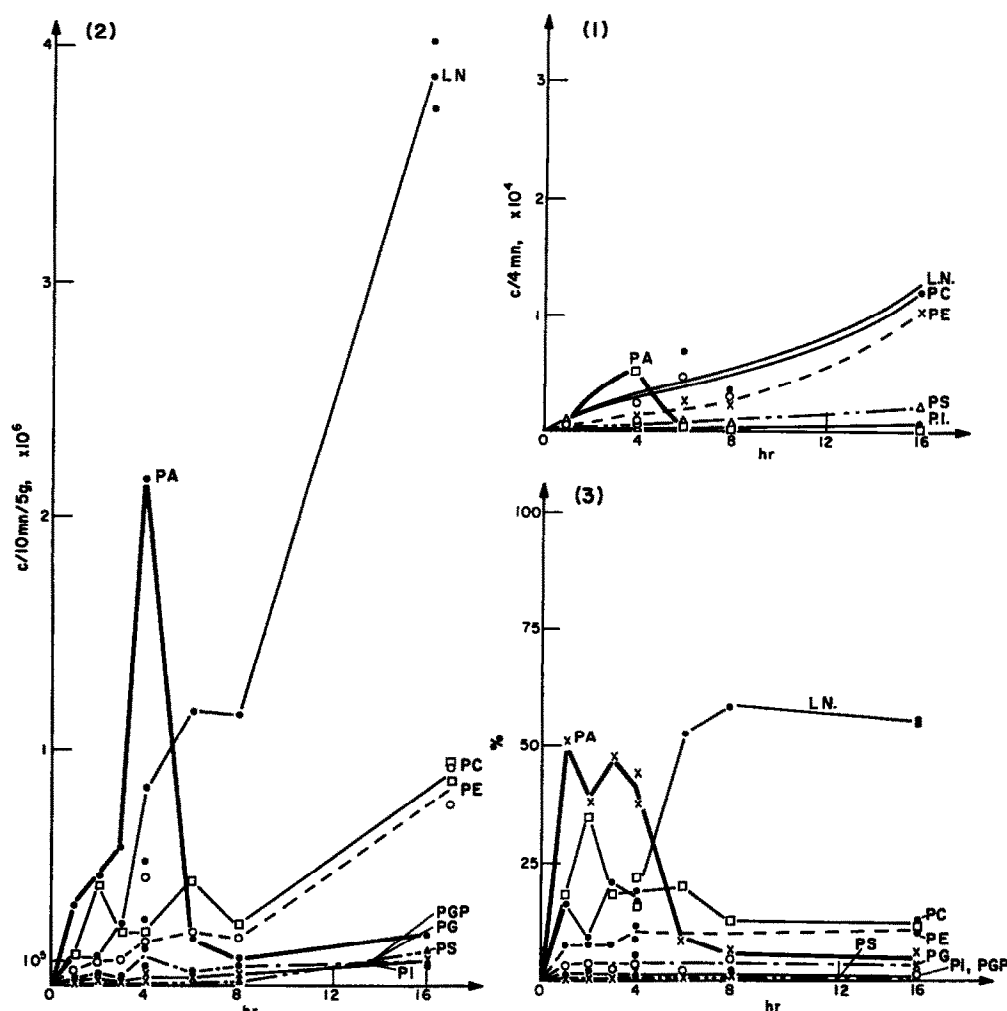 (2)
4
LN
3
c/10mn/5g, x10⁶
PA
2
1
PC
PE
PGP
PG
PS
PI
10⁵
0 4 8 12 16
hr
(1)
3
c/4mn, x10⁴
2
1
L.N.
PC
PE
PA
PS
P.I.
0 4 8 12 16
hr
(3)
100
75
LN.
PA
50
%
25
PC
PE
PS
PG
PI, PGP
0 4 8 12 16
hr